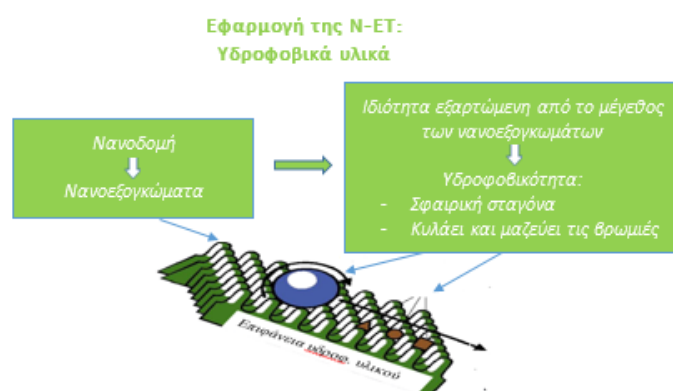 Εφαρμογή της Ν-ΕΤ:
Υδροφοβικά υλικά
Νανοδομή
Νανοεξογκώματα
Ιδιότητα εξαρτώμενη από το μέγεθος
των νανοεξογκωμάτων
Υδροφοβικότητα:
- Σφαιρική σταγόνα
- Κυλάει και μαζεύει τις βρωμιές
Επιφάνεια υδροφ. υλικού